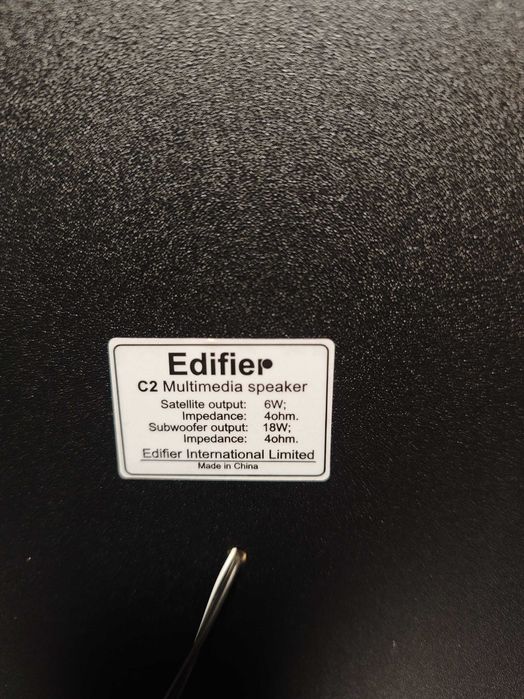 Edifier
C2 Multimedia speaker
Satellite output: 6W;
Impedance: 4ohm.
Subwoofer output: 18W;
Impedance: 4ohm.
Edifier International Limited
Made in China